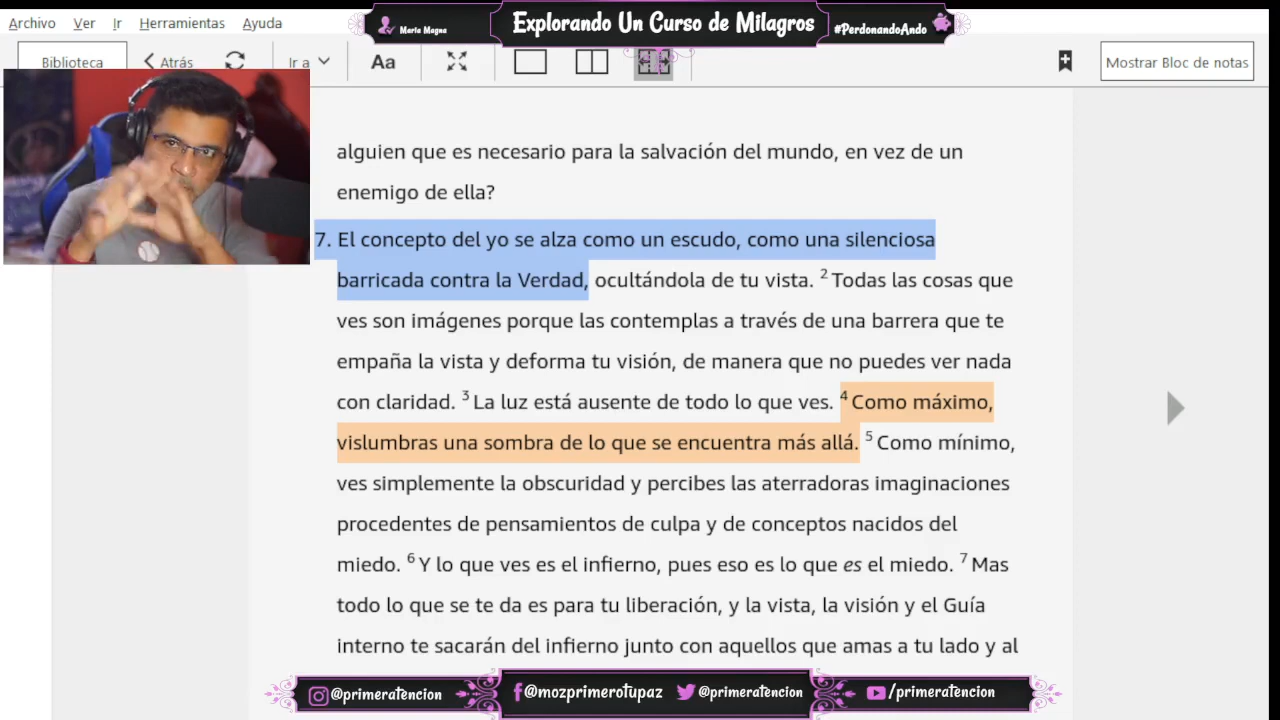 Archivo Ver Ir Herramientas Ayuda
Maria Magna
Explorando Un Curso de Milagros
#PerdonandoAndo
Biblioteca
Atrás
Ir a
Aa
Mostrar Bloc de notas
alguien que es necesario para la salvación del mundo, en vez de un
enemigo de ella?
7. El concepto del yo se alza como un escudo, como una silenciosa
barricada contra la Verdad, ocultándola de tu vista. 2 Todas las cosas que
ves son imágenes porque las contemplas a través de una barrera que te
empaña la vista y deforma tu visión, de manera que no puedes ver nada
con claridad. 3 La luz está ausente de todo lo que ves. 4 Como máximo,
vislumbras una sombra de lo que se encuentra más allá. 5 Como mínimo,
ves simplemente la obscuridad y percibes las aterradoras imaginaciones
procedentes de pensamientos de culpa y de conceptos nacidos del
miedo. 6 Y lo que ves es el infierno, pues eso es lo que es el miedo. 7 Mas
todo lo que se te da es para tu liberación, y la vista, la visión y el Guía
interno te sacarán del infierno junto con aquellos que amas a tu lado y al
@primeratencion
@mozprimerotupaz
@primeratencion
/primeratencion